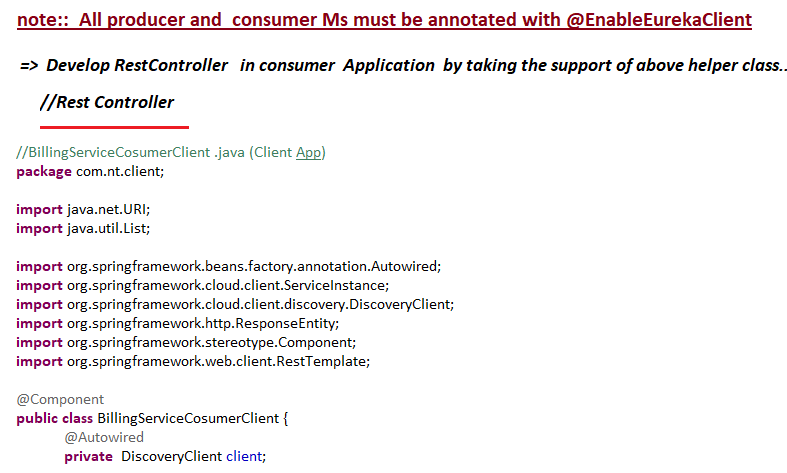 note::  All producer and  consumer Ms must be annotated with @EnableEurekaClient
=>  Develop RestController   in consumer  Application  by taking the support of above helper class..
//Rest Controller
//BillingServiceCosumerClient .java (Client App)
package com.nt.client;
import java.net.URI;
import java.util.List;
import org.springframework.beans.factory.annotation.Autowired;
import org.springframework.cloud.client.ServiceInstance;
import org.springframework.cloud.client.discovery.DiscoveryClient;
import org.springframework.http.ResponseEntity;
import org.springframework.stereotype.Component;
import org.springframework.web.client.RestTemplate;
@Component
public class BillingServiceCosumerClient {
@Autowired
private  DiscoveryClient client;